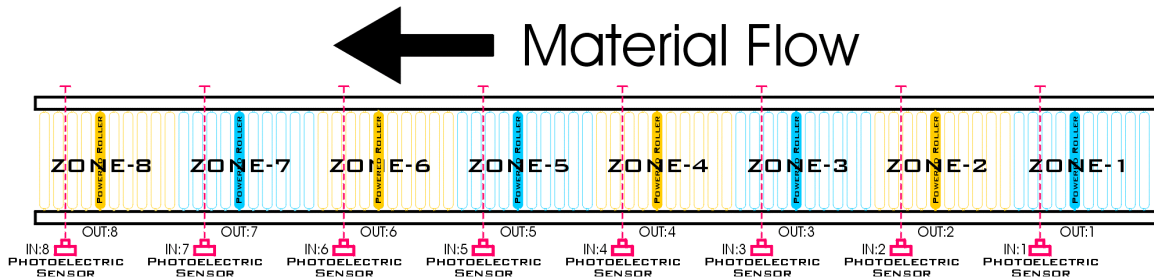 Material Flow
ZONE-8 ZONE-7 ZONE-6 ZONE-5 ZONE-4 ZONE-3 ZONE-2 ZONE-1
Powered Roller Powered Roller Powered Roller Powered Roller Powered Roller Powered Roller Powered Roller Powered Roller
OUT:8 OUT:7 OUT:6 OUT:5 OUT:4 OUT:3 OUT:2 OUT:1
IN:8 IN:7 IN:6 IN:5 IN:4 IN:3 IN:2 IN:1
Photoelectric Photoelectric Photoelectric Photoelectric Photoelectric Photoelectric Photoelectric Photoelectric
Sensor Sensor Sensor Sensor Sensor Sensor Sensor Sensor